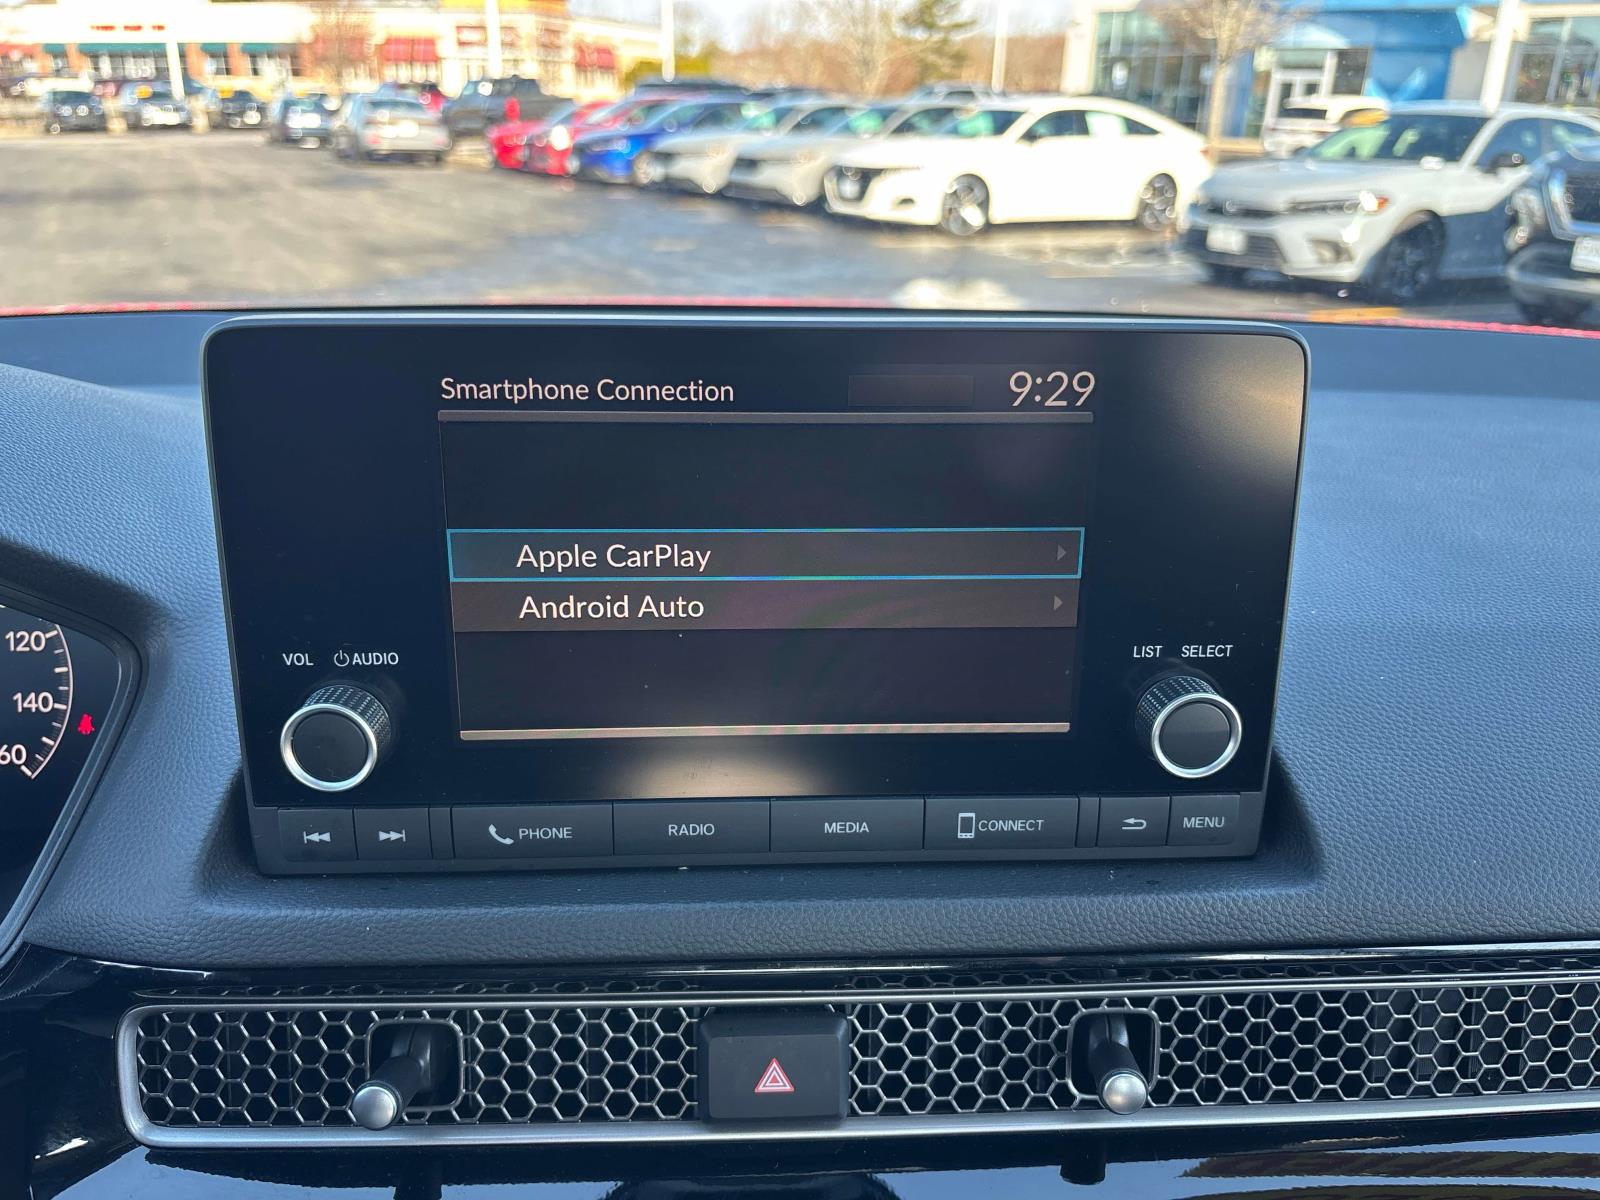 Smartphone Connection 9:29
Apple CarPlay
Android Auto
VOL AUDIO
LIST SELECT
120
140
60
PHONE
RADIO
MEDIA
CONNECT
MENU